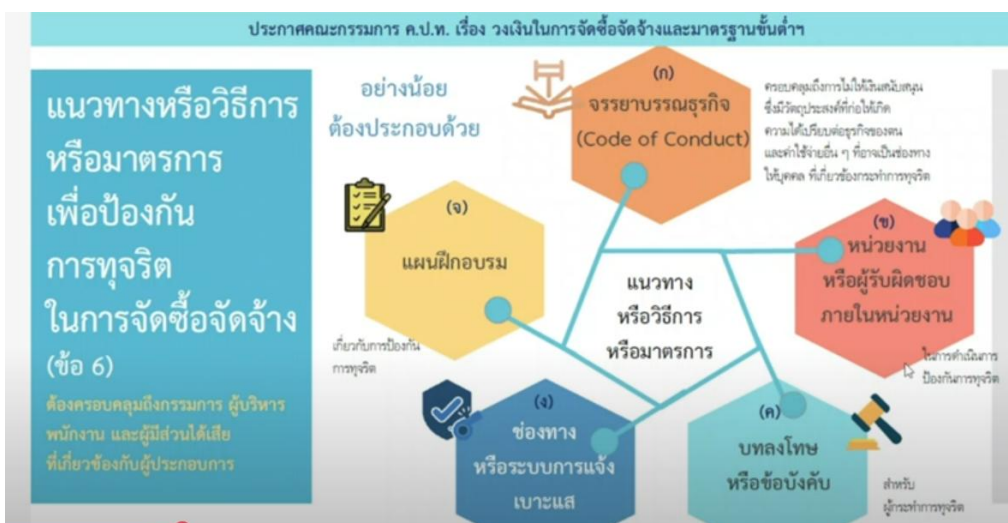 ประกาศคณะกรรมการ ค.ป.ท. เรื่อง วงเงินในการจัดซื้อจัดจ้างและมาตรฐานขั้นต่ำฯ
แนวทางหรือวิธีการ
หรือมาตรการ
เพื่อป้องกัน
การทุจริต
ในการจัดซื้อจัดจ้าง
(ข้อ 6)
ต้องครอบคลุมถึงกรรมการ ผู้บริหาร
พนักงาน และผู้มีส่วนได้เสีย
ที่เกี่ยวข้องกับผู้ประกอบการ
อย่างน้อย
ต้องประกอบด้วย
(ก)
จรรยาบรรณธุรกิจ
(Code of Conduct)
ครอบคลุมถึงการไม่ให้เงินสนับสนุน
ซึ่งมีวัตถุประสงค์ที่ก่อให้เกิด
ความได้เปรียบต่อธุรกิจของตน
และค่าใช้จ่ายอื่น ๆ ที่อาจเป็นช่องทาง
ให้บุคคล ที่เกี่ยวข้องกระทำการทุจริต
(ข)
หน่วยงาน
หรือผู้รับผิดชอบ
ภายในหน่วยงาน
ในการดำเนินการ
ป้องกันการทุจริต
(ค)
บทลงโทษ
หรือข้อบังคับ
สำหรับ
ผู้กระทำการทุจริต
(ง)
ช่องทาง
หรือระบบการแจ้ง
เบาะแส
(จ)
แผนฝึกอบรม
เกี่ยวกับการป้องกัน
การทุจริต
แนวทาง
หรือวิธีการ
หรือมาตรการ